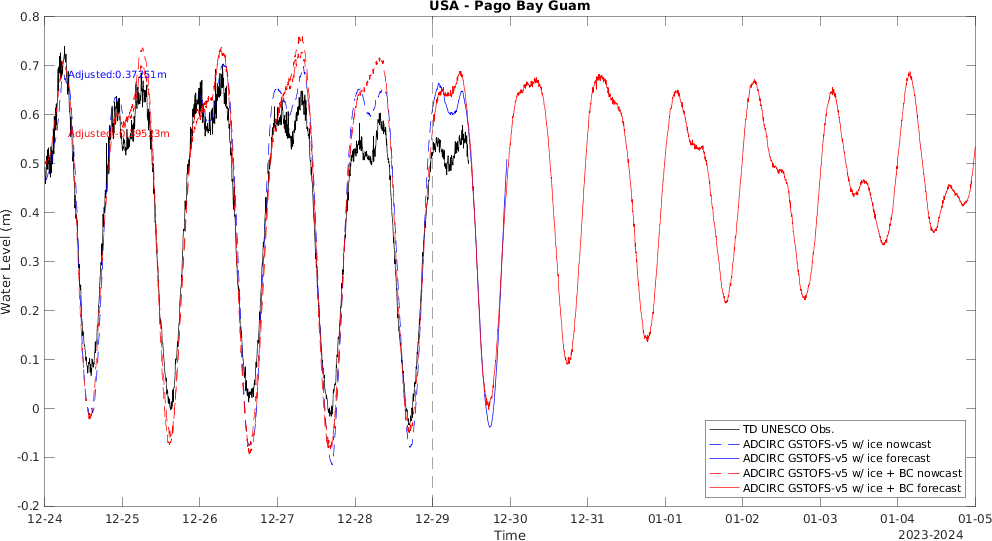 USA - Pago Bay Guam
0.8
0.7
0.6
0.5
0.4
0.3
0.2
0.1
0
-0.1
-0.2
Water Level (m)
Adjusted:0.37251m
TD UNESCO Obs.
ADCIRC GSTOFS-v5 w/ ice nowcast
ADCIRC GSTOFS-v5 w/ ice forecast
ADCIRC GSTOFS-v5 w/ ice + BC nowcast
ADCIRC GSTOFS-v5 w/ ice + BC forecast
12-24 12-25 12-26 12-27 12-28 12-29 12-30 12-31 01-01 01-02 01-03 01-04 01-05
Time
2023-2024